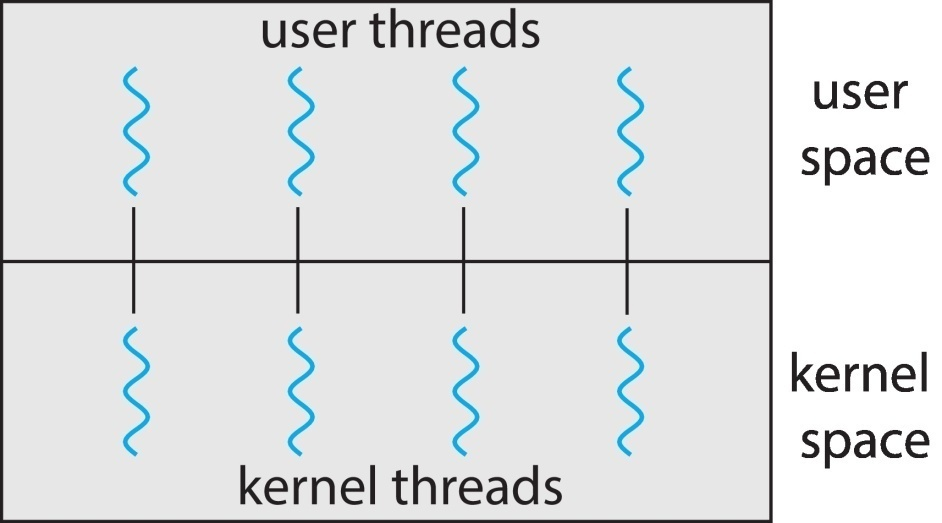 user threads
user
space
kernel
space
kernel threads